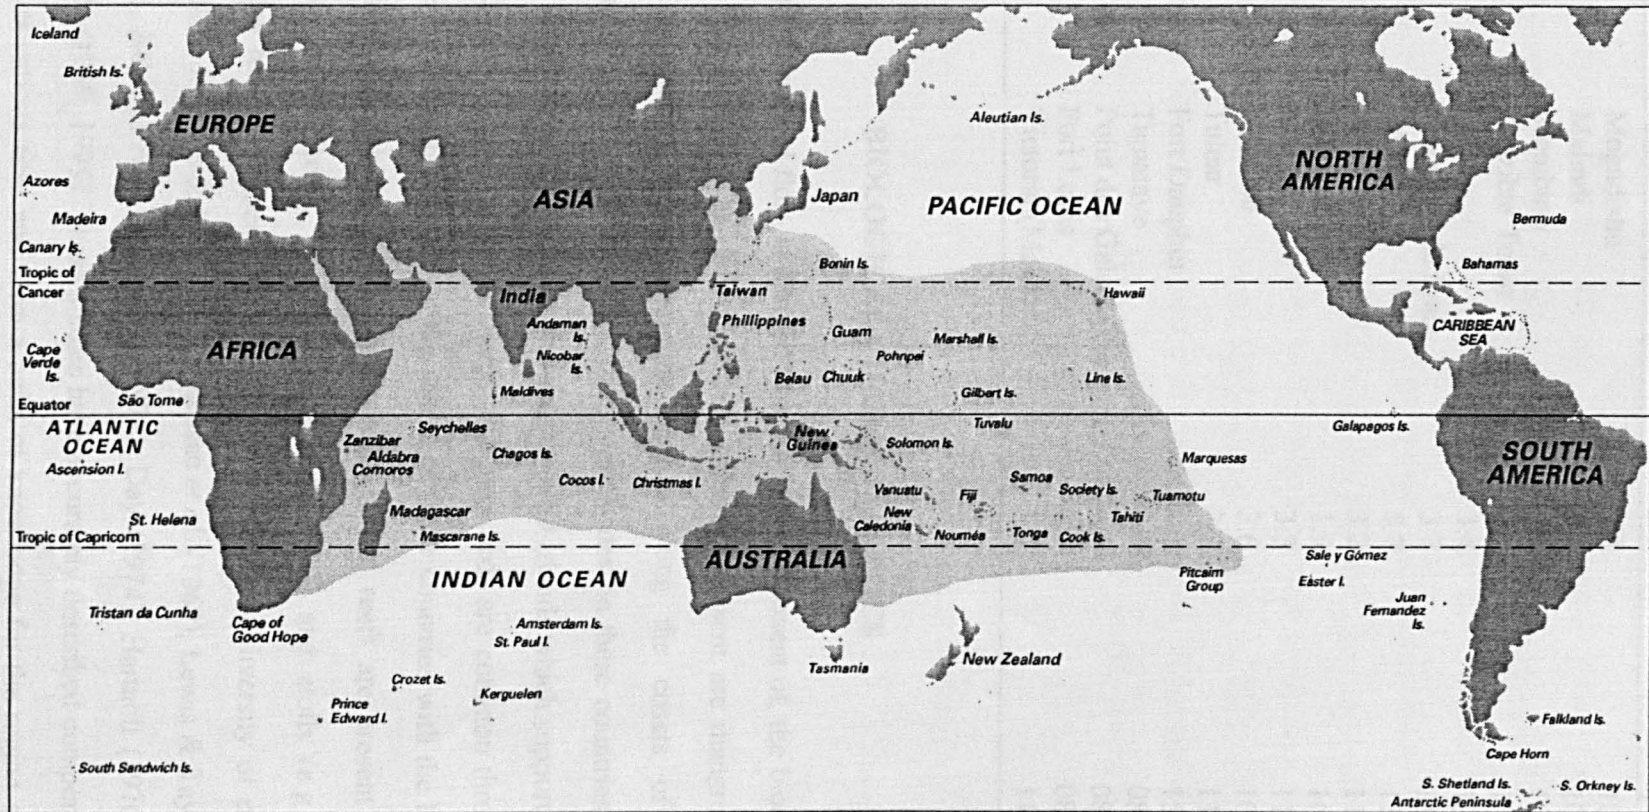 Iceland
British Is.
EUROPE
Azores
Madeira
Canary Is.
Tropic of
Cancer
Cape
Verde
Is.
São Tome
Equator
ATLANTIC
OCEAN
Ascension I.
St. Helena
Tropic of Capricorn
Tristan da Cunha
Cape of
Good Hope
South Sandwich Is.
AFRICA
ASIA
India
Andaman
Is.
Nicobar
Is.
Maldives
Seychelles
Zanzibar
Aldabra
Comoros
Chagos Is.
Cocos I.
Christmas I.
Madagascar
Mascarane Is.
INDIAN OCEAN
Amsterdam Is.
St. Paul I.
Crozet Is.
Prince
Edward I.
Kerguelen
Aleutian Is.
Japan
PACIFIC OCEAN
Bonin Is.
Taiwan
Phillippines
Guam
Hawaii
Marshall Is.
Pohnpei
Belau
Chuuk
Line Is.
Gilbert Is.
Tuvalu
New
Guinea
Solomon Is.
Marquesas
Samoa
Society Is.
Tuamotu
Vanuatu
Fiji
New
Caledonia
Tahiti
Nouméa
Tonga
Cook Is.
AUSTRALIA
Pitcairn
Group
Tasmania
New Zealand
NORTH
AMERICA
Bermuda
Bahamas
CARIBBEAN
SEA
Galapagos Is.
SOUTH
AMERICA
Sale y Gómez
Easter I.
Juan
Fernandez
Is.
Falkland Is.
Cape Horn
S. Shetland Is.
S. Orkney Is.
Antarctic Peninsula